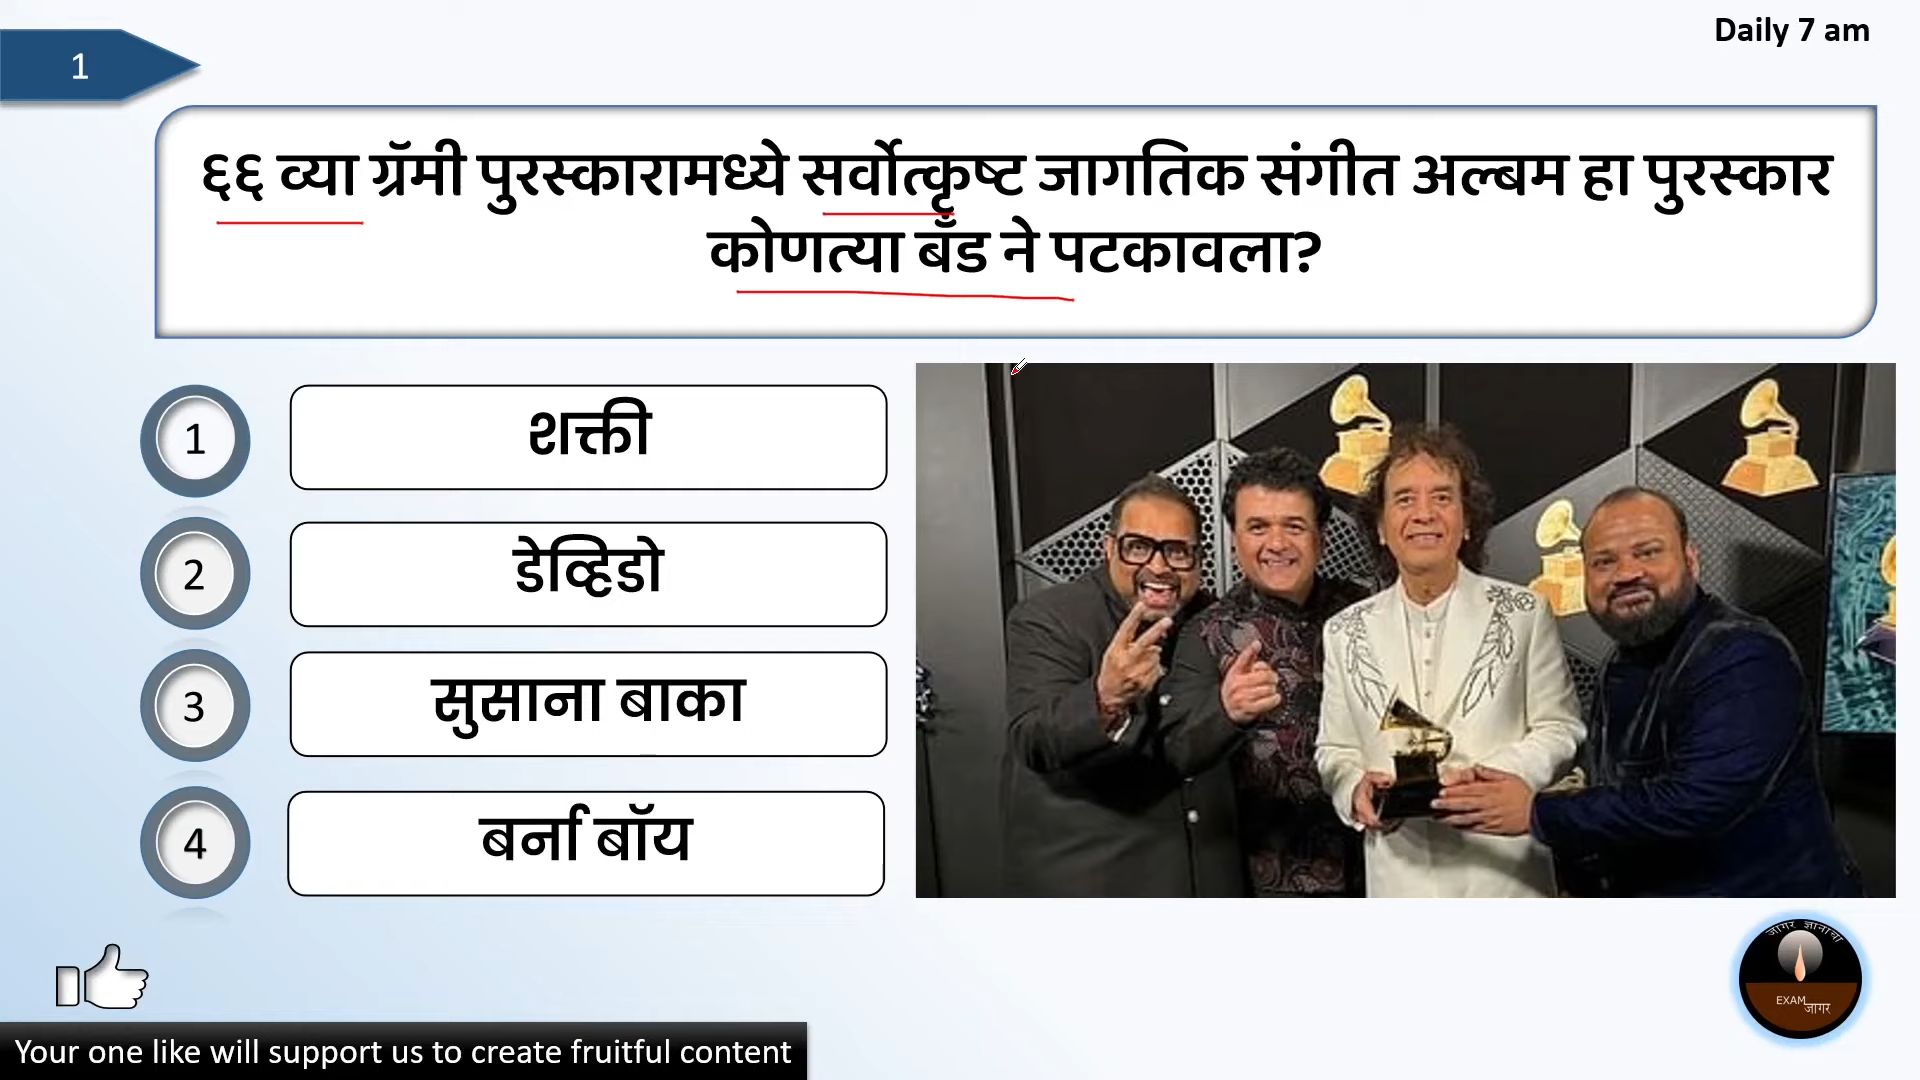 Daily 7 am
1
६६ व्या ग्रॅमी पुरस्कारामध्ये सर्वोत्कृष्ट जागतिक संगीत अल्बम हा पुरस्कार
कोणत्या बँड ने पटकावला?
1
शक्ती
2
डेव्हिडो
3
सुसाना बाका
4
बर्ना बॉय
जागर ज्ञानाचा
EXAM
जागर
Your one like will support us to create fruitful content